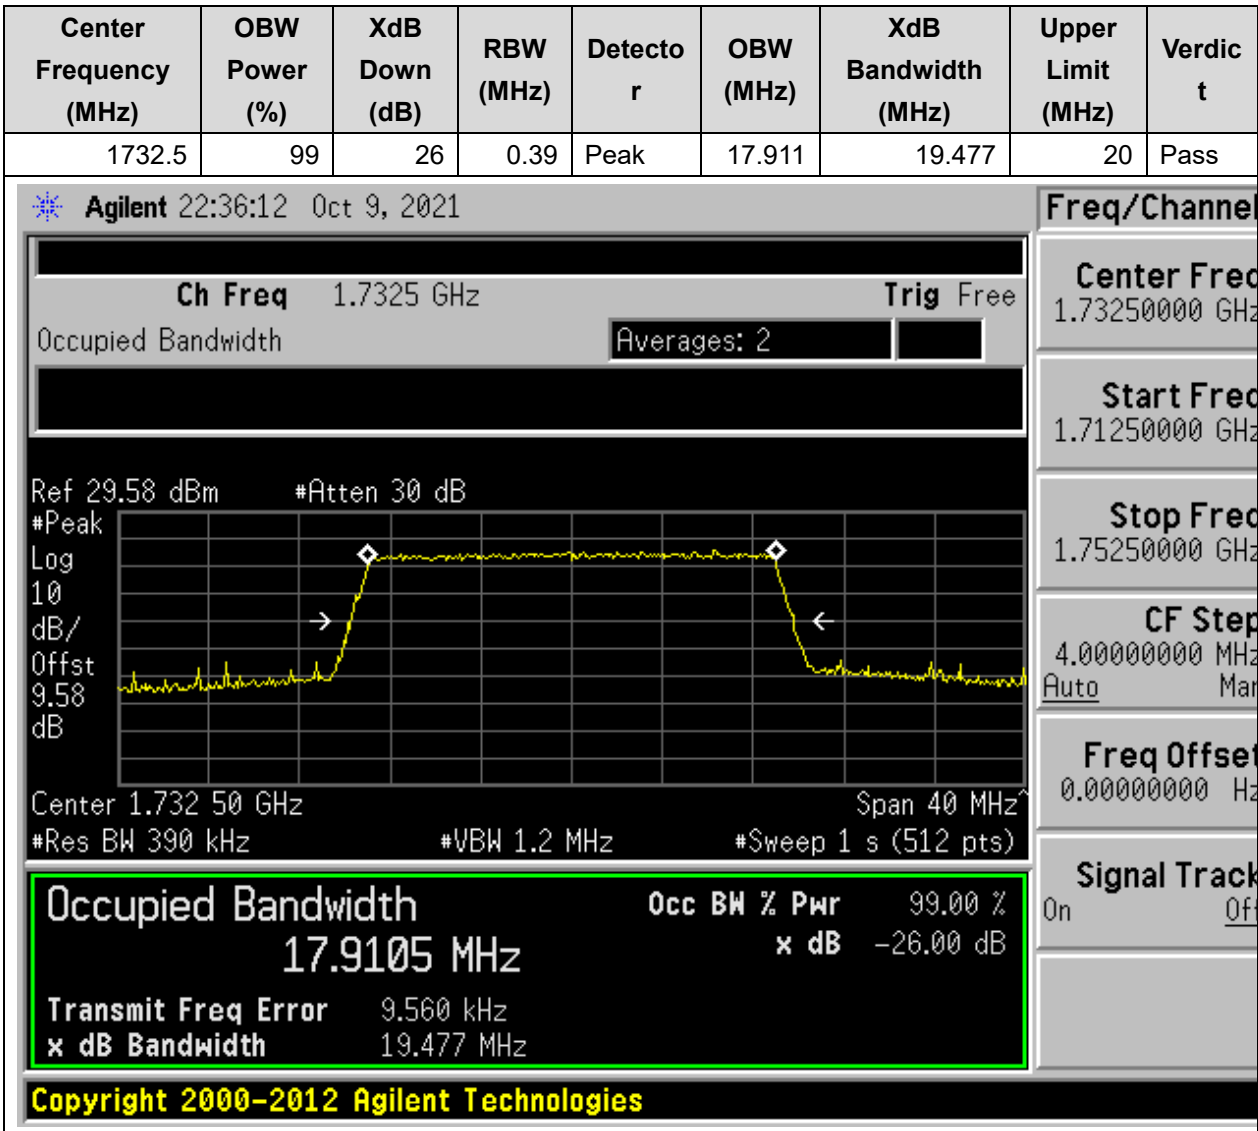 Center Frequency (MHz) OBW Power (%) XdB Down (dB) RBW (MHz) Detector OBW (MHz) XdB Bandwidth (MHz) Upper Limit (MHz) Verdict
1732.5 99 26 0.39 Peak 17.911 19.477 20 Pass
Agilent 22:36:12 Oct 9, 2021
Ch Freq 1.7325 GHz Trig Free
Occupied Bandwidth Averages: 2
Ref 29.58 dBm #Atten 30 dB
#Peak
Log
10
dB/
Offst
9.58
dB
Center 1.732 50 GHz Span 40 MHz^
#Res BW 390 kHz #VBW 1.2 MHz #Sweep 1 s (512 pts)
Occupied Bandwidth Occ BW % Pwr 99.00 %
17.9105 MHz x dB -26.00 dB
Transmit Freq Error 9.560 kHz
x dB Bandwidth 19.477 MHz
Freq/Channel
Center Freq
1.73250000 GHz
Start Freq
1.71250000 GHz
Stop Freq
1.75250000 GHz
CF Step
4.00000000 MHz
Auto Man
Freq Offset
0.00000000 Hz
Signal Track
On Off
Copyright 2000-2012 Agilent Technologies